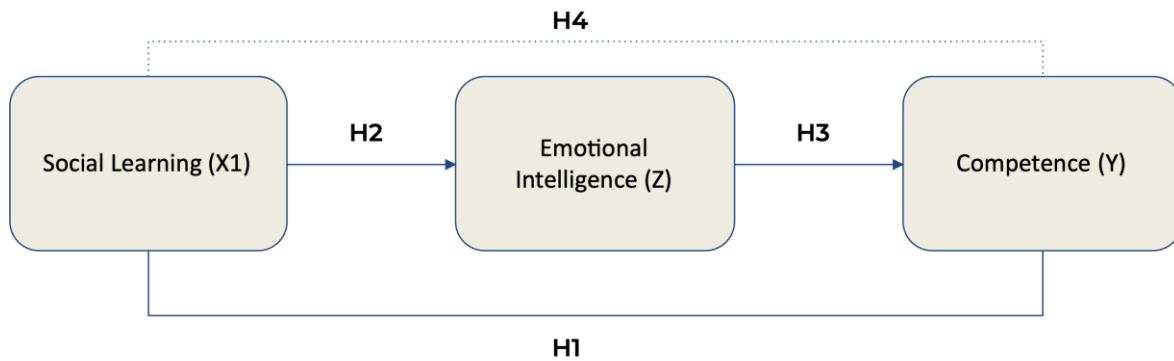 H4
Social Learning (X1)
H2
Emotional
Intelligence (Z)
H3
Competence (Y)
H1